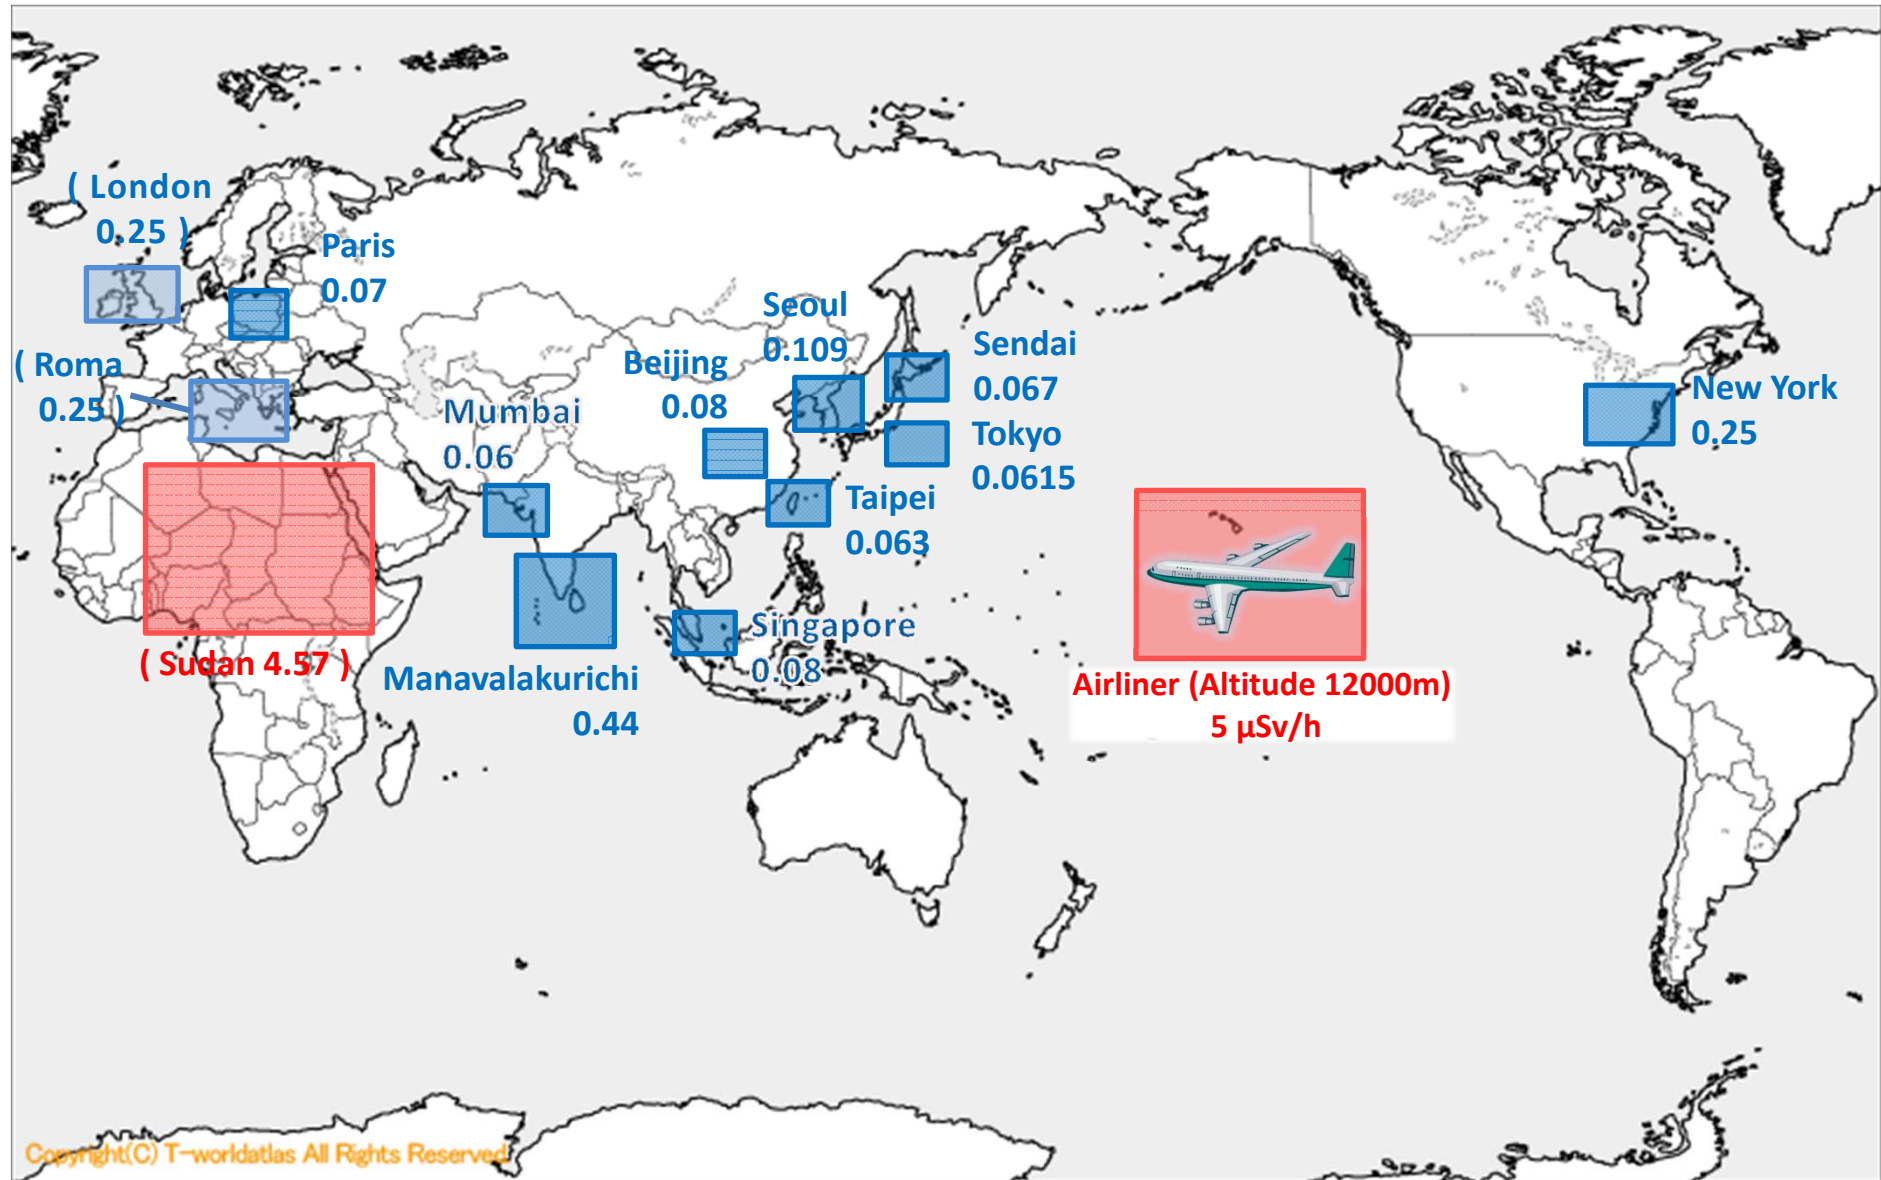 ( London
0.25 )
Paris
0.07
( Roma
0.25 )
Seoul
0.109
Beijing
0.08
Sendai
0.067
Tokyo
0.0615
New York
0.25
Mumbai
0.06
Taipei
0.063
Singapore
0.08
( Sudan 4.57 )
Manavalakurichi
0.44
Airliner (Altitude 12000m)
5 μSv/h
Copyright(C) T-worldatlas All Rights Reserved